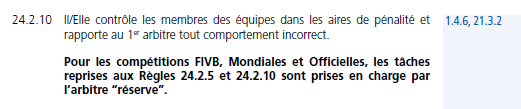 24.2.10 Il/Elle contrôle les membres des équipes dans les aires de pénalité et 1.4.6, 21.3.2
rapporte au 1er arbitre tout comportement incorrect.
Pour les compétitions FIVB, Mondiales et Officielles, les tâches
reprises aux Règles 24.2.5 et 24.2.10 sont prises en charge par
l'arbitre “réserve”.